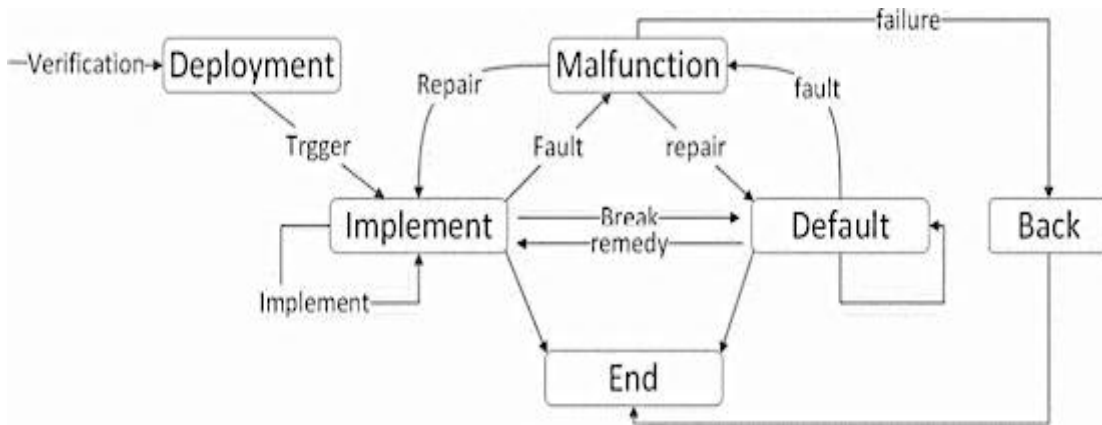 failure
Verification
Deployment
Malfunction
Repair
fault
Trgger
Fault
repair
Implement
Break
remedy
Default
Back
Implement
End